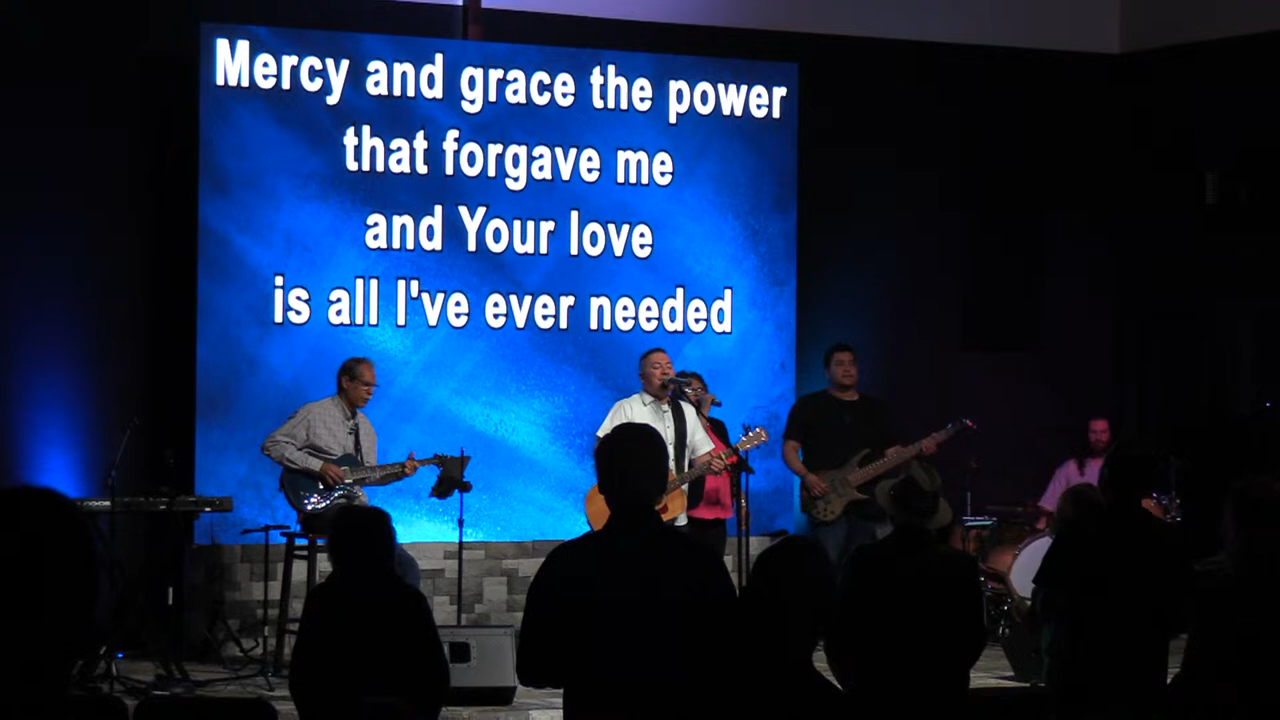 Mercy and grace the power
that forgave me
and Your love
is all I've ever needed